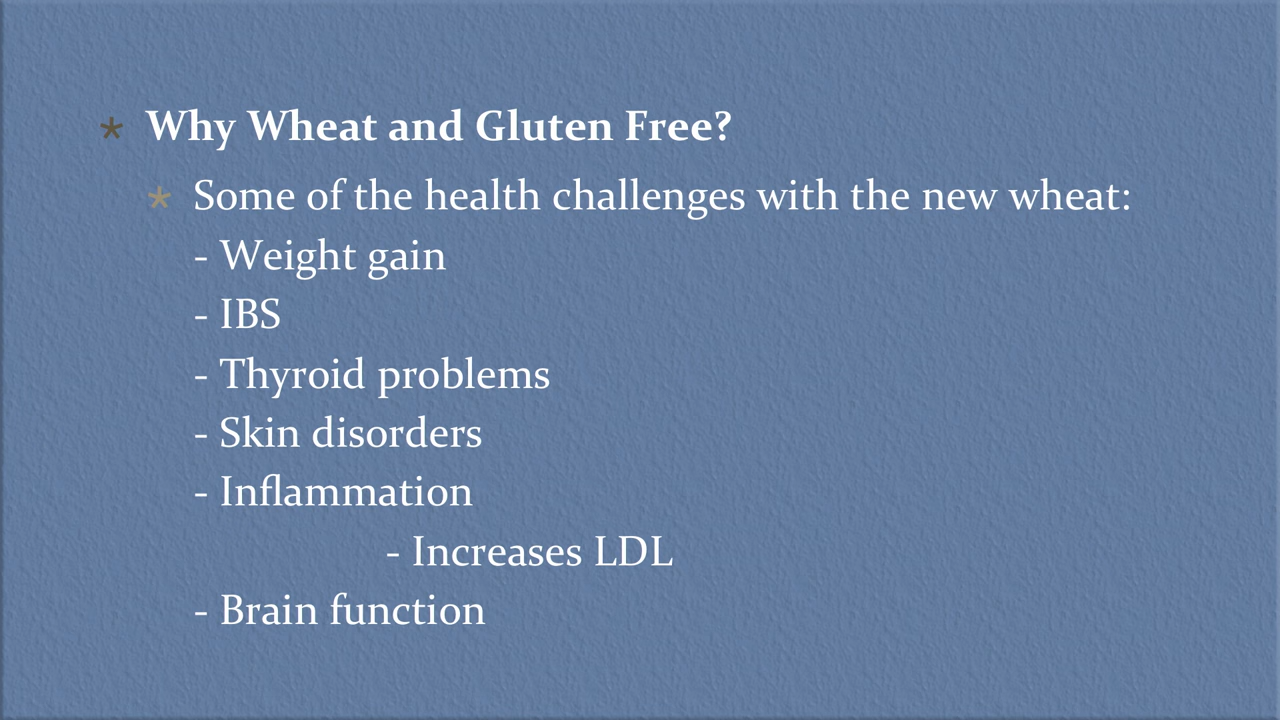 * Why Wheat and Gluten Free?
* Some of the health challenges with the new wheat:
- Weight gain
- IBS
- Thyroid problems
- Skin disorders
- Inflammation
- Increases LDL
- Brain function